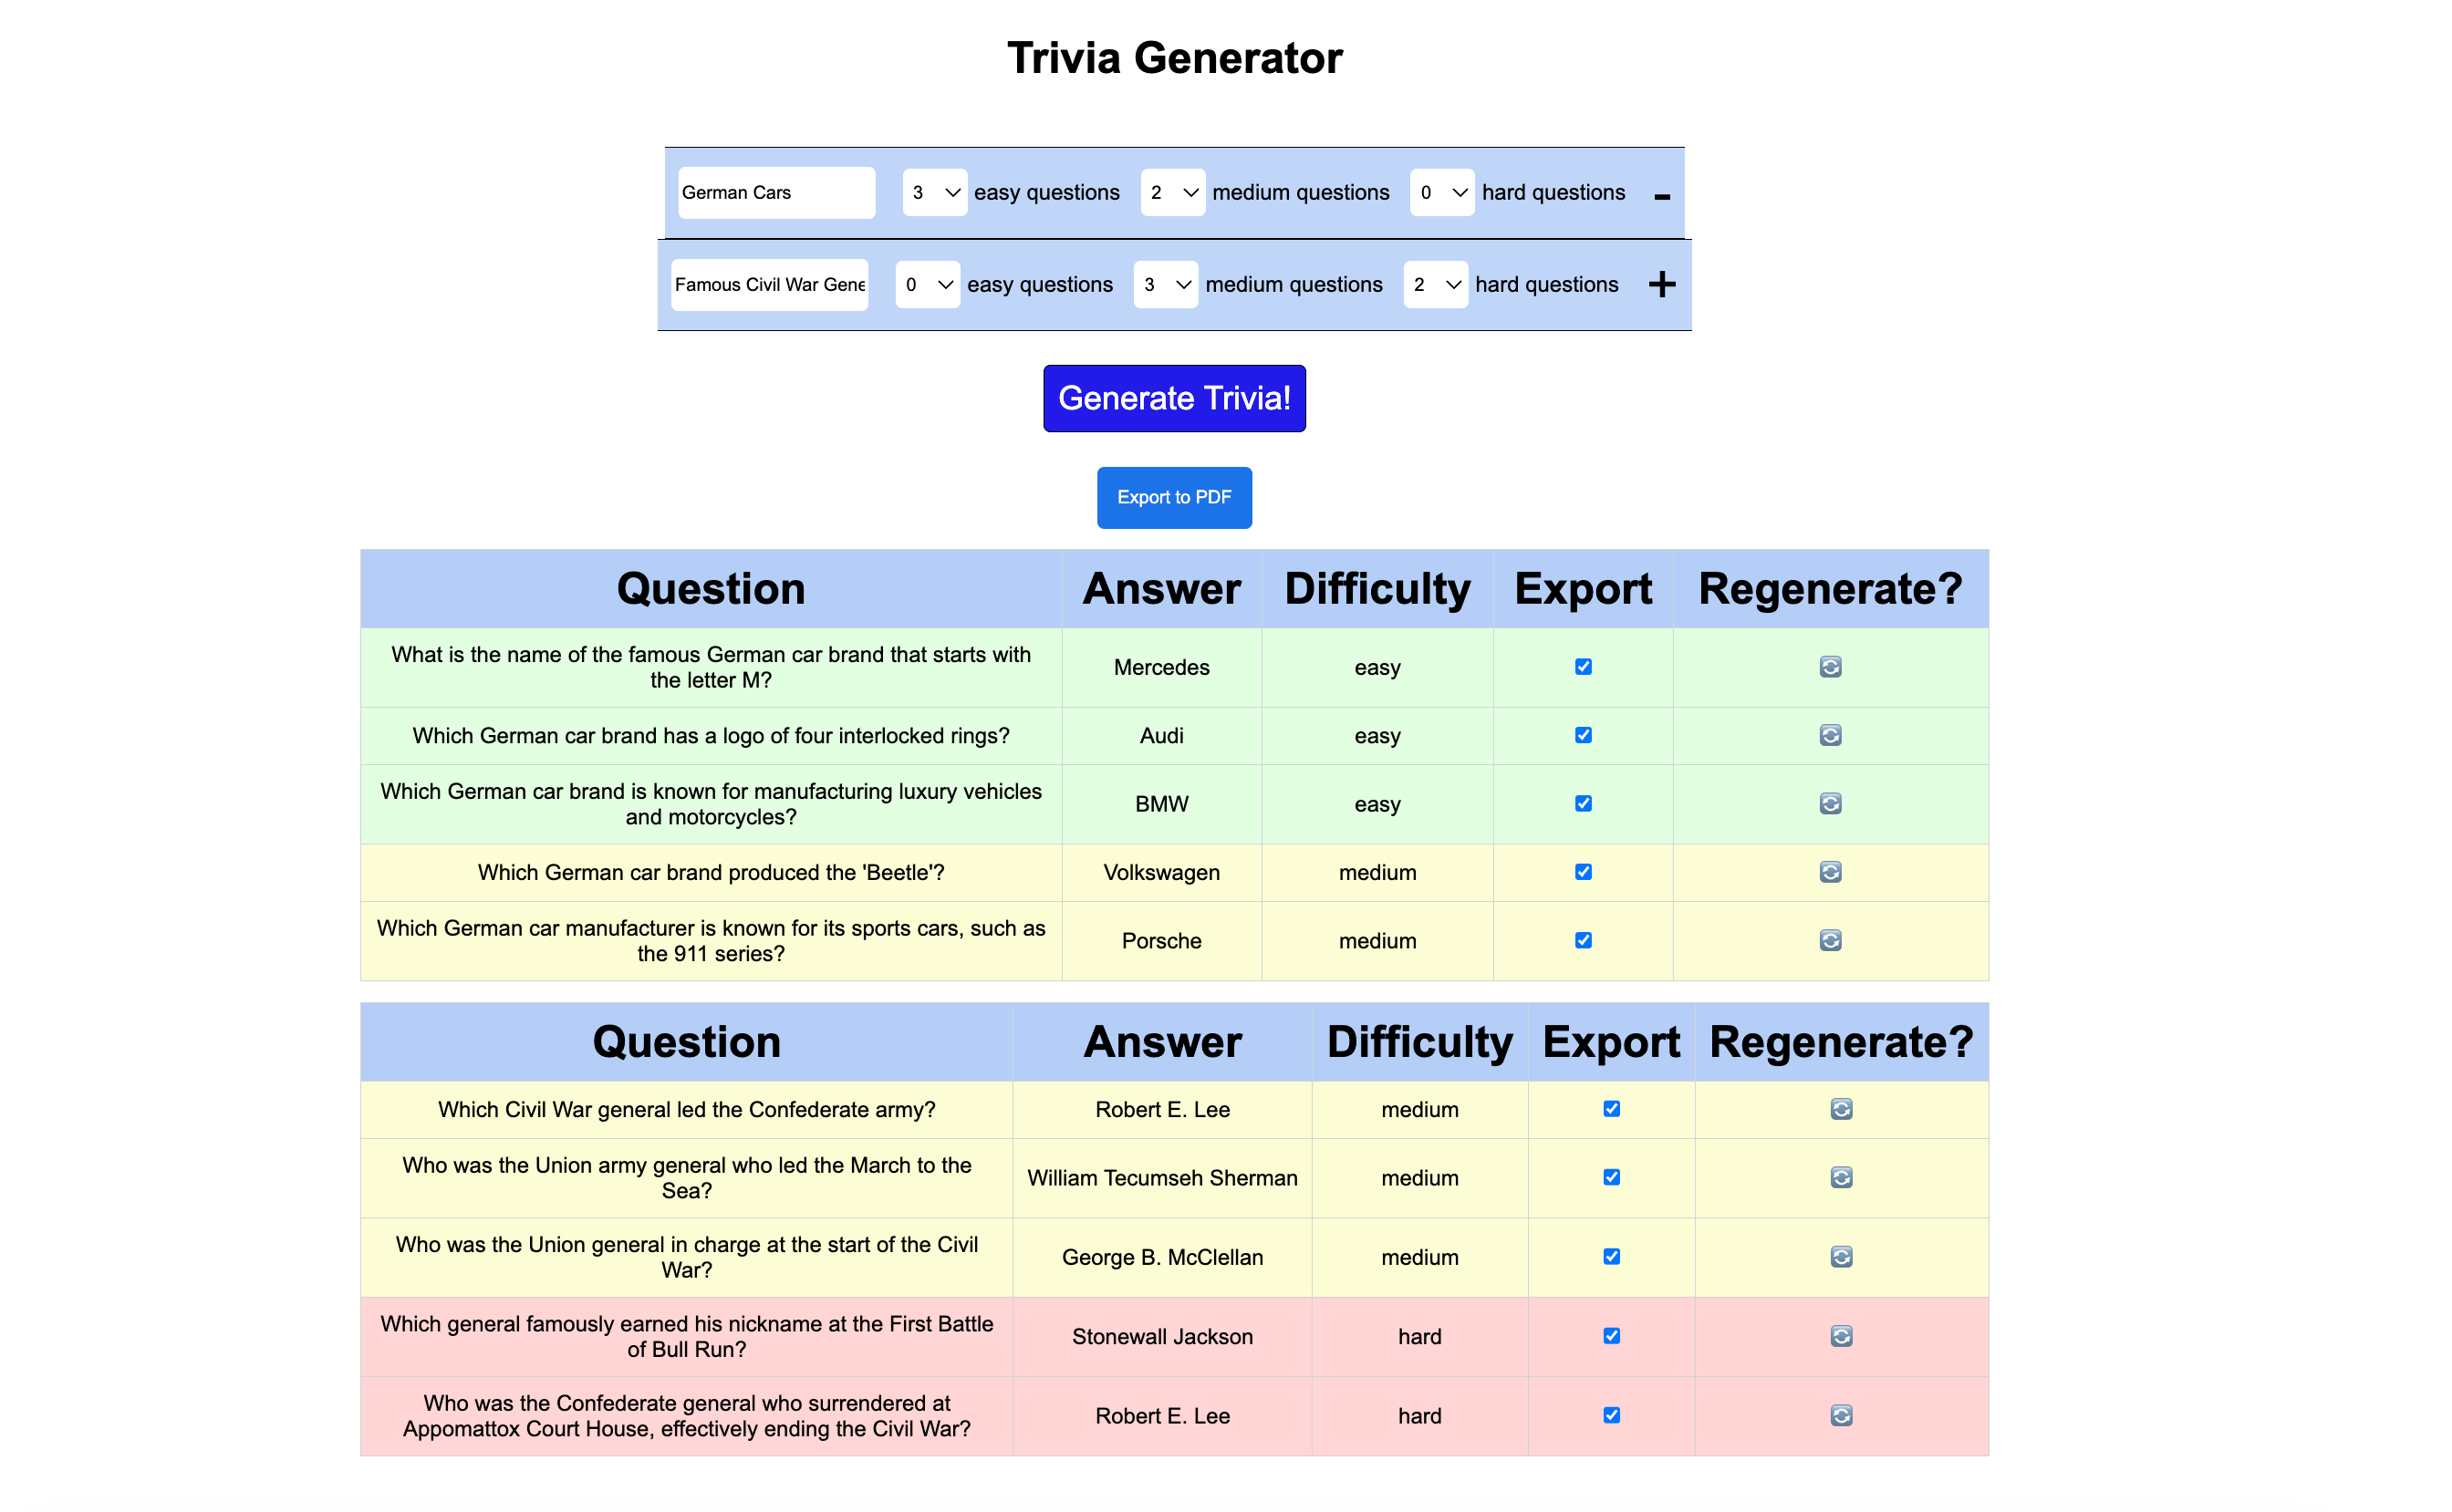 Trivia Generator
German Cars 3 easy questions 2 medium questions 0 hard questions -
Famous Civil War Gene 0 easy questions 3 medium questions 2 hard questions +
Generate Trivia!
Export to PDF
Question Answer Difficulty Export Regenerate?
What is the name of the famous German car brand that starts with
the letter M?
Mercedes easy
Which German car brand has a logo of four interlocked rings? Audi easy
Which German car brand is known for manufacturing luxury vehicles
and motorcycles?
BMW easy
Which German car brand produced the 'Beetle'? Volkswagen medium
Which German car manufacturer is known for its sports cars, such as
the 911 series?
Porsche medium
Question Answer Difficulty Export Regenerate?
Which Civil War general led the Confederate army? Robert E. Lee medium
Who was the Union army general who led the March to the
Sea?
William Tecumseh Sherman medium
Who was the Union general in charge at the start of the Civil
War?
George B. McClellan medium
Which general famously earned his nickname at the First Battle
of Bull Run?
Stonewall Jackson hard
Who was the Confederate general who surrendered at
Appomattox Court House, effectively ending the Civil War?
Robert E. Lee hard